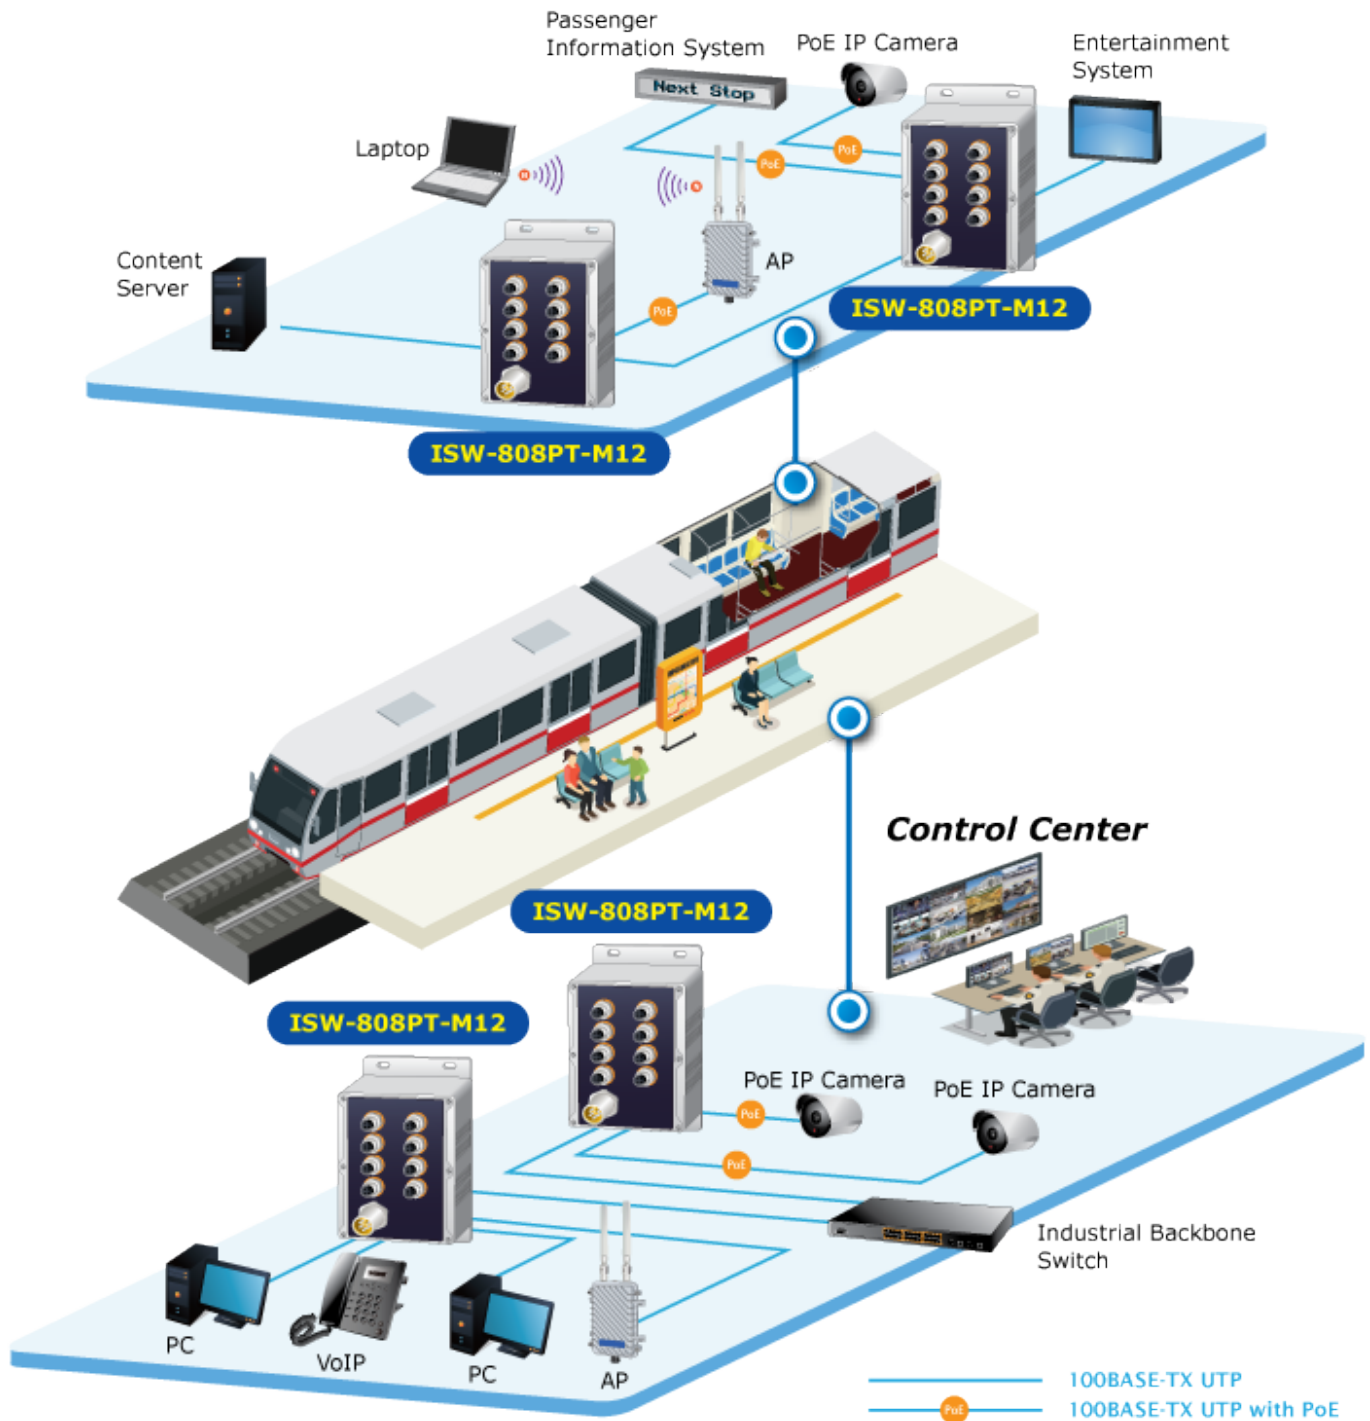 Passenger
Information System
PoE IP Camera
Entertainment
System
Next Stop
Laptop
PoE
PoE
Content
Server
AP
PoE
ISW-808PT-M12
ISW-808PT-M12
Control Center
ISW-808PT-M12
ISW-808PT-M12
PoE IP Camera
PoE IP Camera
PoE
PoE
Industrial Backbone
Switch
PC
VoIP
PC
AP
100BASE-TX UTP
PoE
100BASE-TX UTP with PoE